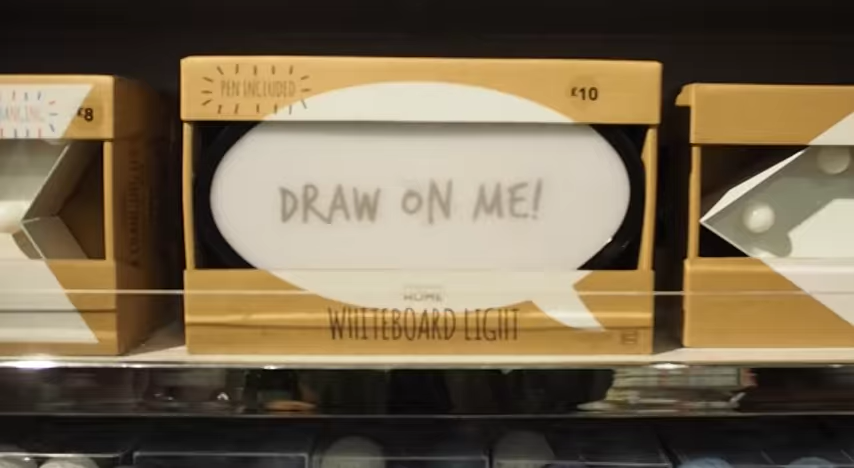 PEN INCLUDED
£10
£8
DRAW ON ME!
HOME
WHITEBOARD LIGHT